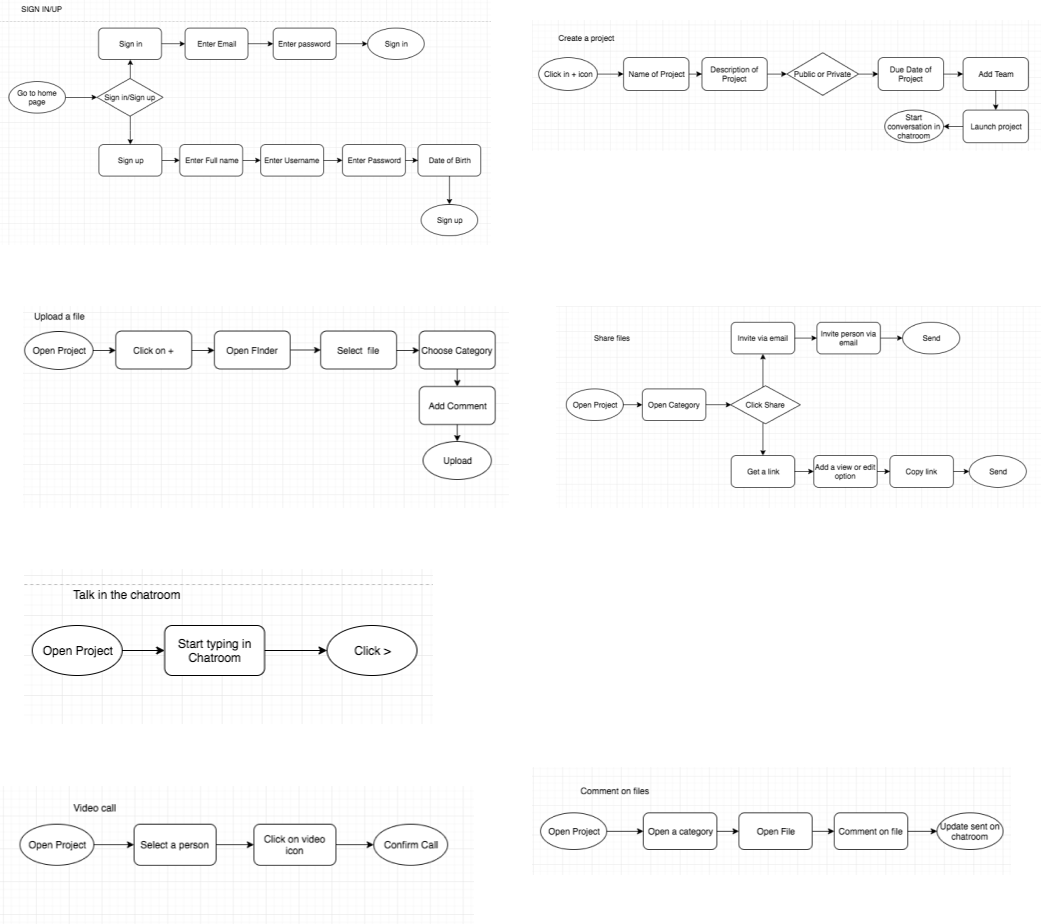 SIGN IN/UP
Sign in
Enter Email
Enter password
Sign in
Go to home
page
Sign in/Sign up
Sign up
Enter Full name
Enter Username
Enter Password
Date of Birth
Sign up
Create a project
Click in + icon
Name of Project
Description of
Project
Public or Private
Due Date of
Project
Add Team
Start
conversation in
chatroom
Launch project
Upload a file
Open Project
Click on +
Open FInder
Select file
Choose Category
Add Comment
Upload
Share files
Invite via email
Invite person via
email
Send
Open Project
Open Category
Click Share
Get a link
Add a view or edit
option
Copy link
Send
Talk in the chatroom
Open Project
Start typing in
Chatroom
Click >
Video call
Open Project
Select a person
Click on video
icon
Confirm Call
Comment on files
Open Project
Open a category
Open File
Comment on file
Update sent on
chatroom